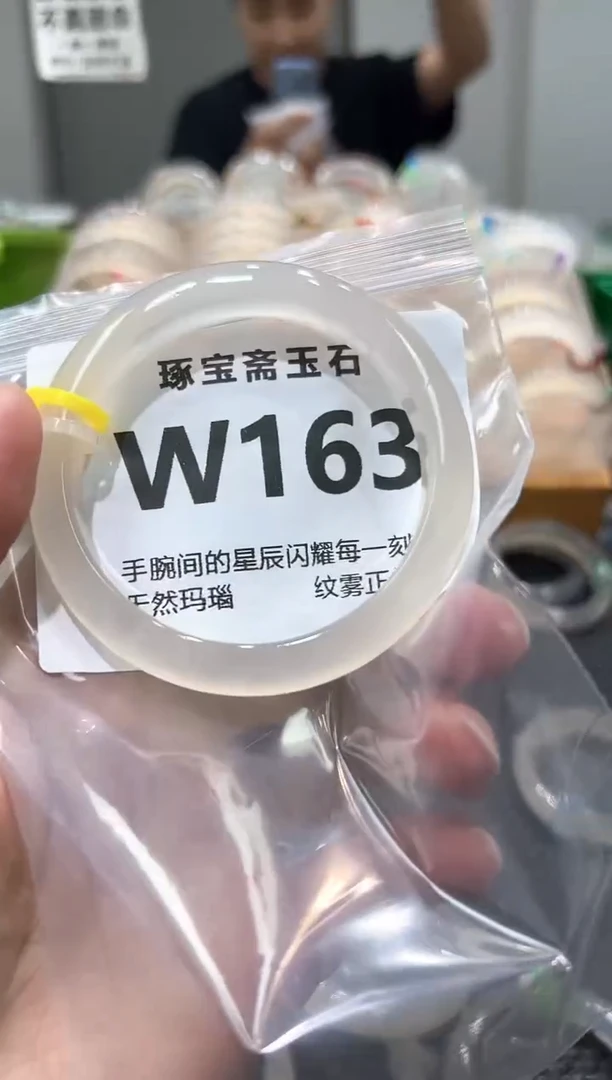 琢宝斋玉石
W163
手腕间的星辰闪耀每一刻
天然玛瑙 纹雾正